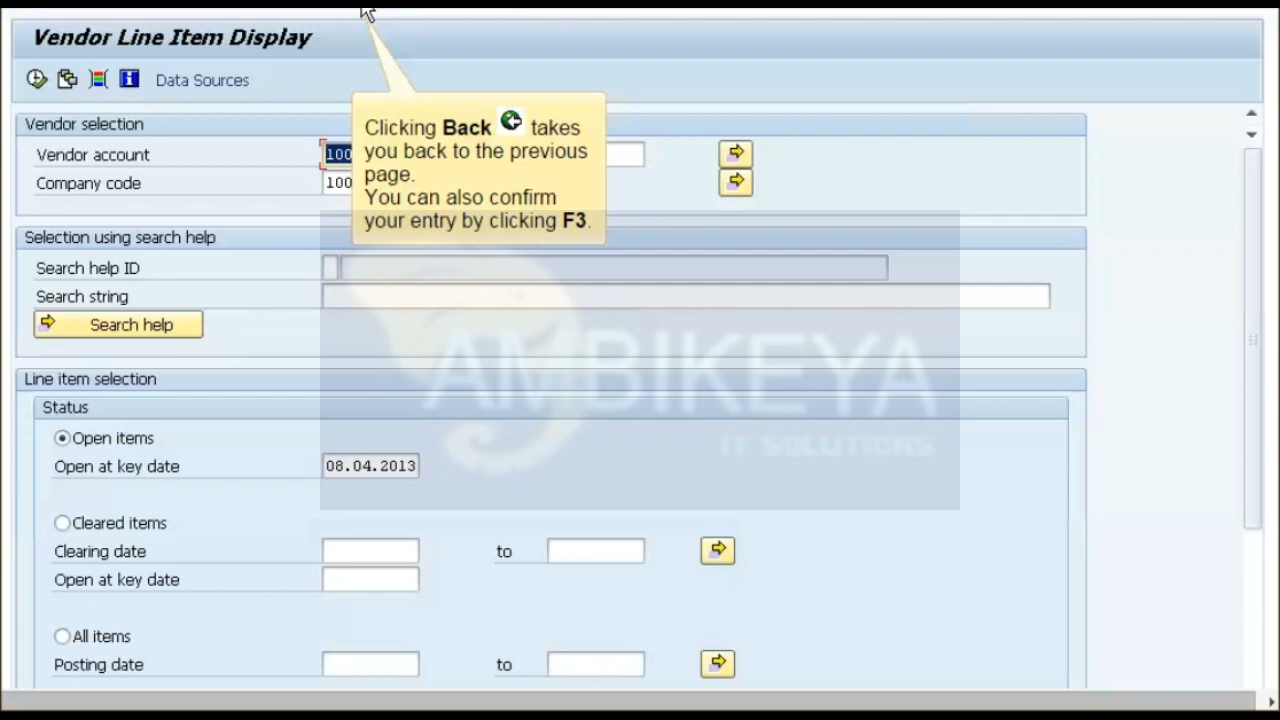 Vendor Line Item Display
Data Sources
Clicking Back takes
you back to the previous
page.
You can also confirm
your entry by clicking F3.
Vendor selection
Vendor account
100
Company code
100
Selection using search help
Search help ID
Search string
Search help
AMBIKEYA
IT SOLUTIONS
Line item selection
Status
Open items
Open at key date 08.04.2013
Cleared items
Clearing date to
Open at key date
All items
Posting date to